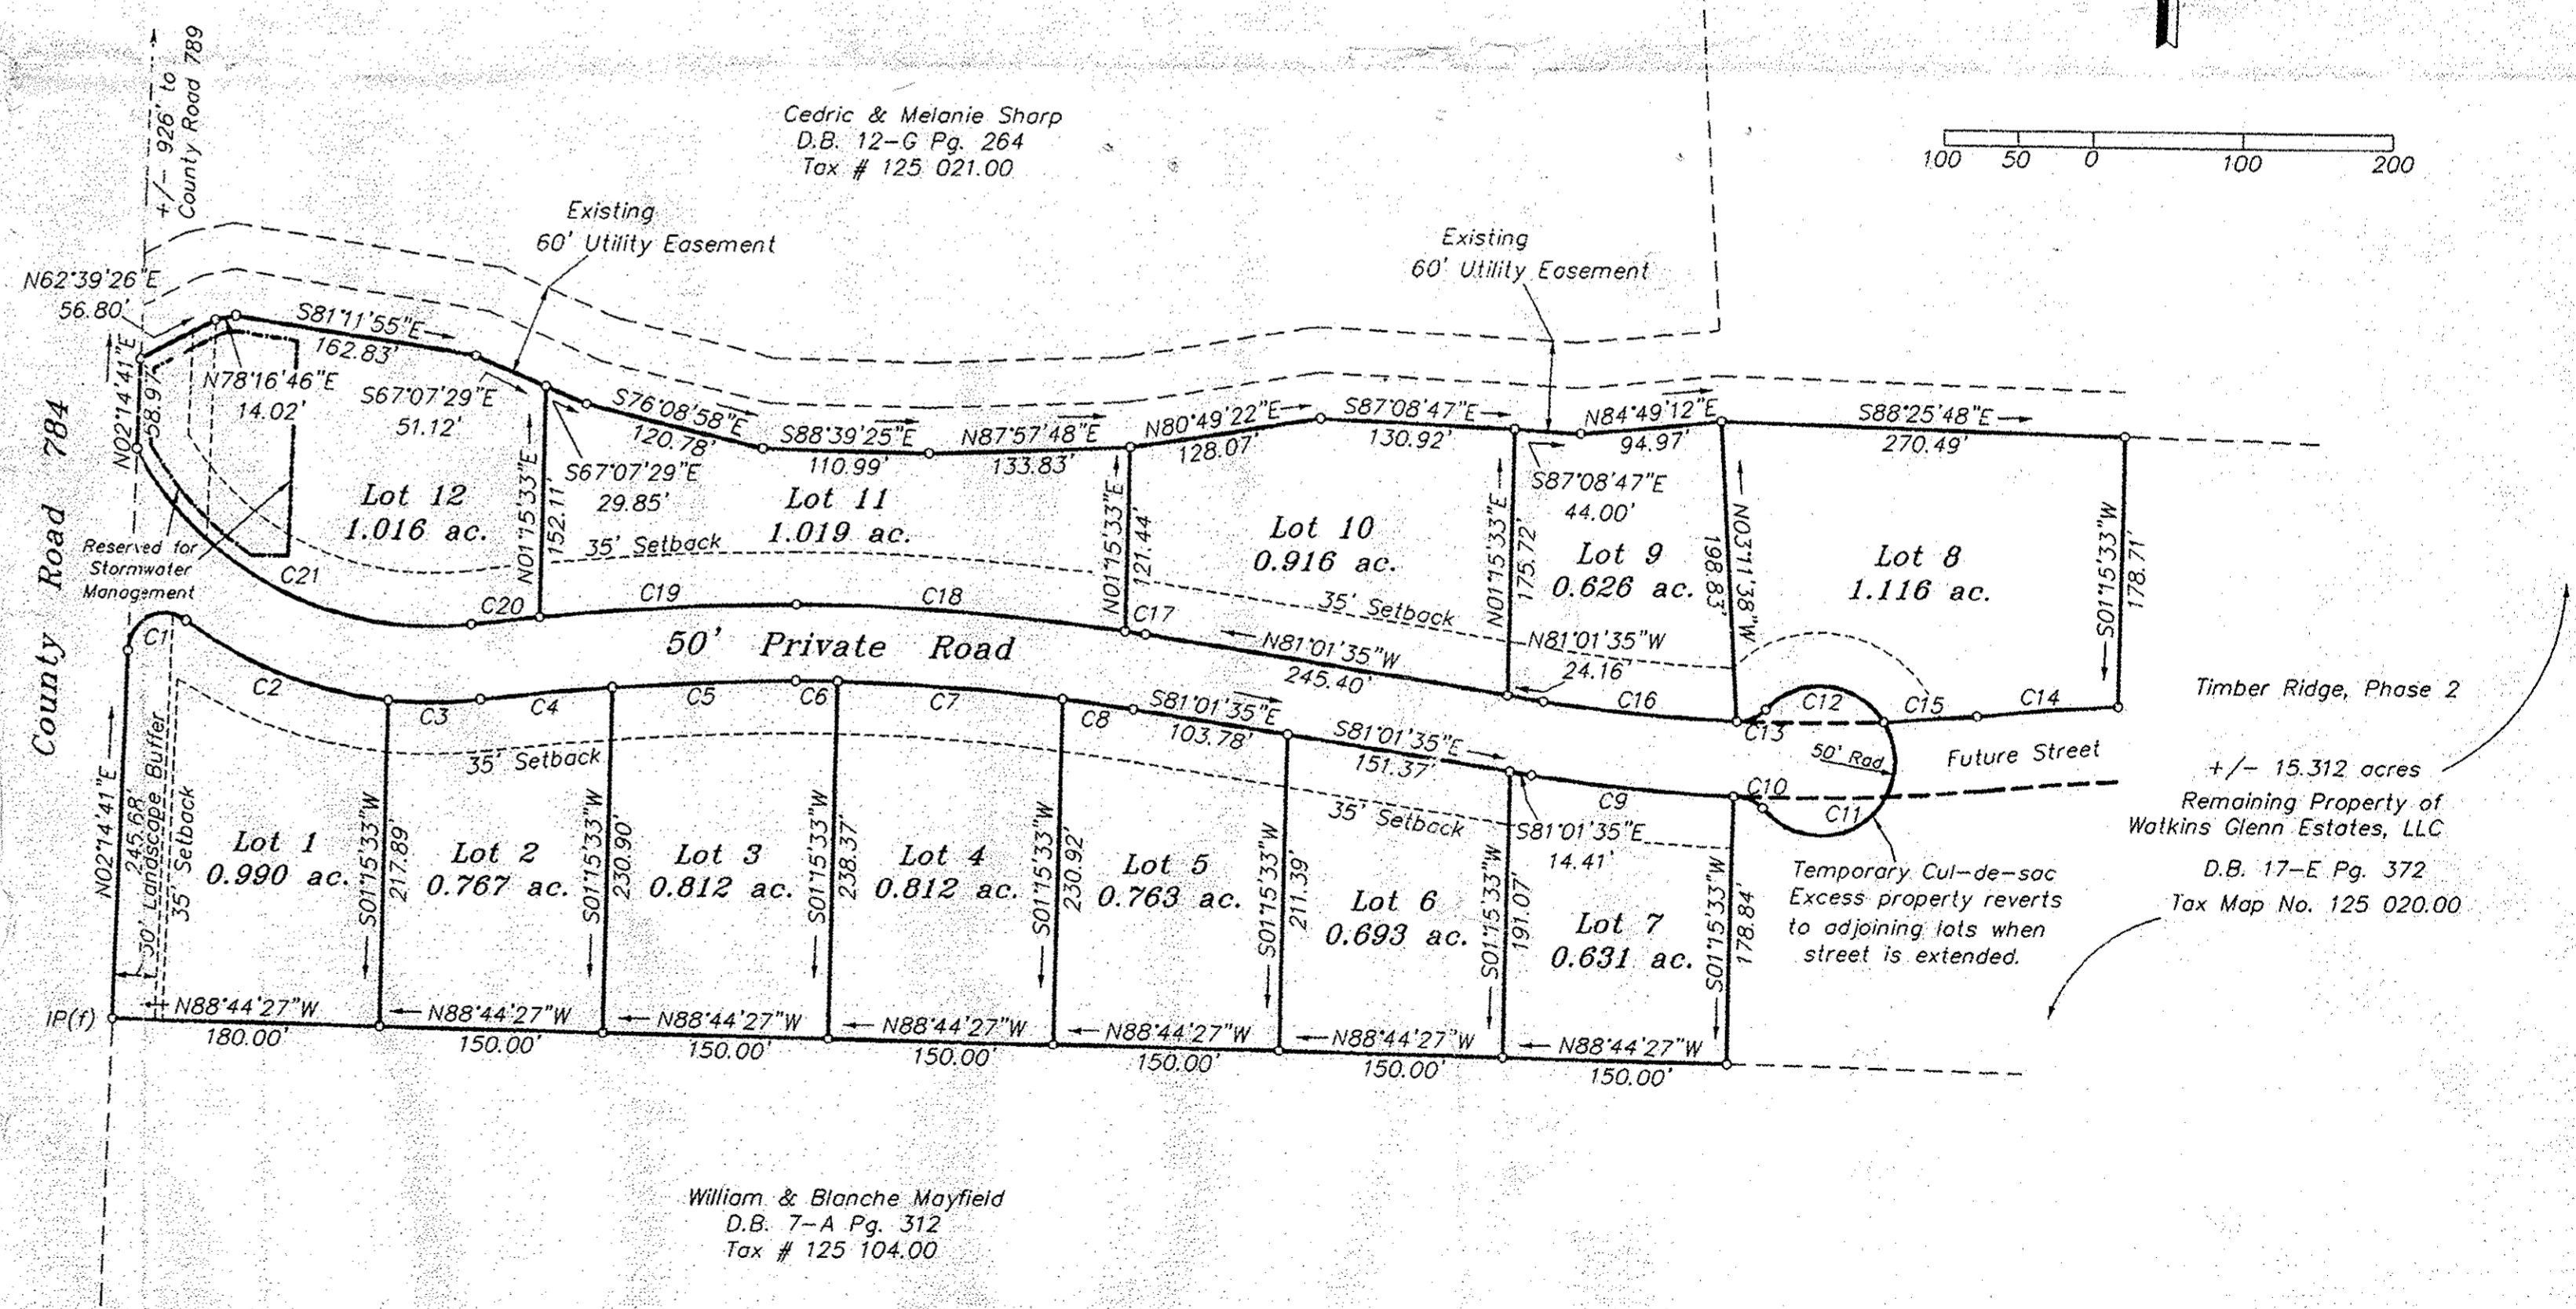 +/- 926' to
County Road 789
Cedric & Melanie Sharp
D.B. 12-G Pg. 264
Tax # 125 021.00
100 50 0 100 200
Existing
60' Utility Easement
Existing
60' Utility Easement
N62°39'26"E
56.80'
S81°11'55"E
162.83'
N78°16'46"E
14.02'
S67°07'29"E
51.12'
N02°14'41"E
58.97'
S76°08'58"E
120.78'
S67°07'29"E
29.85'
S88°39'25"E
110.99'
N87°57'48"E
133.83'
N80°49'22"E
128.07'
S87°08'47"E
130.92'
S87°08'47"E
44.00'
N84°49'12"E
94.97'
S88°25'48"E
270.49'
County Road 784
Reserved for
Stormwater
Management
Lot 12
1.016 ac.
N01°15'33"E
152.11'
Lot 11
1.019 ac.
35' Setback
N01°15'33"E
121.44'
Lot 10
0.916 ac.
35' Setback
N01°15'33"E
175.72'
Lot 9
0.626 ac.
N03°11'38"W
198.83'
Lot 8
1.116 ac.
S01°15'33"W
178.71'
C21
C20
C19
C18
C17
N81°01'35"W
245.40'
N81°01'35"W
24.16'
C16
C13
C12
C15
C14
50' Private Road
50' Rad.
Future Street
C1
C2
C3
C4
C5
C6
C7
C8
S81°01'35"E
103.78'
S81°01'35"E
151.37'
S81°01'35"E
14.41'
C9
C10
C11
Timber Ridge, Phase 2
+/- 15.312 acres
Remaining Property of
Watkins Glenn Estates, LLC
D.B. 17-E Pg. 372
Tax Map No. 125 020.00
Temporary Cul-de-sac
Excess property reverts
to adjoining lots when
street is extended.
N02°14'41"E
245.68'
30' Landscape Buffer
35' Setback
Lot 1
0.990 ac.
S01°15'33"W
217.89'
35' Setback
Lot 2
0.767 ac.
S01°15'33"W
230.90'
Lot 3
0.812 ac.
S01°15'33"W
238.37'
Lot 4
0.812 ac.
S01°15'33"W
230.92'
Lot 5
0.763 ac.
S01°15'33"W
211.39'
35' Setback
Lot 6
0.693 ac.
S01°15'33"W
191.07'
Lot 7
0.631 ac.
S01°15'33"W
178.84'
IP(f)
N88°44'27"W
180.00'
N88°44'27"W
150.00'
N88°44'27"W
150.00'
N88°44'27"W
150.00'
N88°44'27"W
150.00'
N88°44'27"W
150.00'
N88°44'27"W
150.00'
William & Blanche Mayfield
D.B. 7-A Pg. 312
Tax # 125 104.00